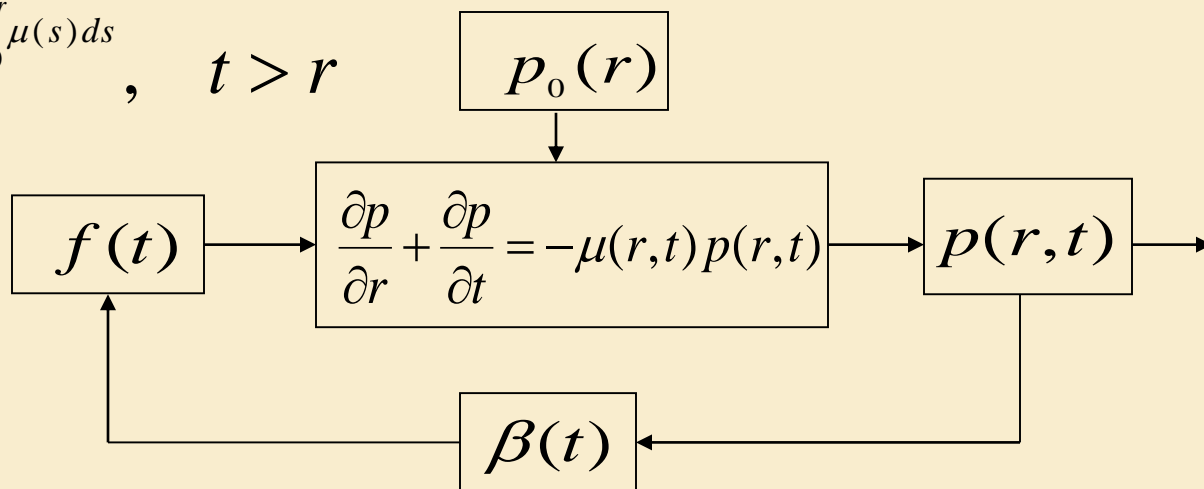 ∫μ(s)ds , t > r
p₀(r)
f(t)
∂p/∂r + ∂p/∂t = −μ(r,t)p(r,t)
p(r,t)
β(t)